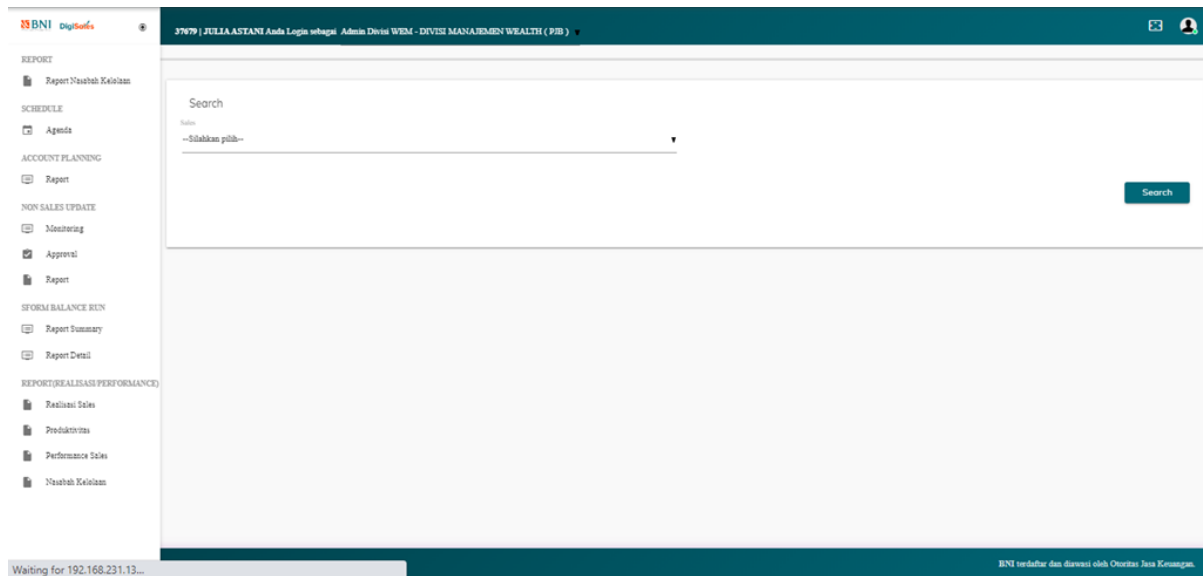 BNI DigiSales
37679 | JULIA ASTANI Anda Login sebagai Admin Divisi WEM - DIVISI MANAJEMEN WEALTH ( PJB )
REPORT
Report Nasabah Kelolaan
SCHEDULE
Agenda
ACCOUNT PLANNING
Report
NON SALES UPDATE
Monitoring
Approval
Report
SFORM BALANCE RUN
Report Summary
Report Detail
REPORT(REALISASI/PERFORMANCE)
Realisasi Sales
Produktivitas
Performance Sales
Nasabah Kelolaan
Search
Sales
--Silahkan pilih--
Search
BNI terdaftar dan diawasi oleh Otoritas Jasa Keuangan.
Waiting for 192.168.231.13...